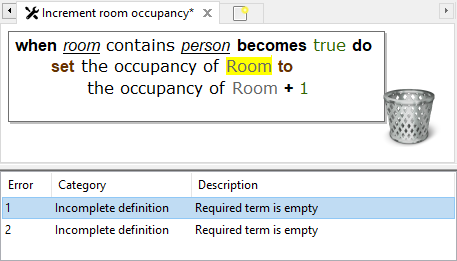 Increment room occupancy*
when room contains person becomes true do
set the occupancy of Room to
the occupancy of Room + 1
Error Category Description
1 Incomplete definition Required term is empty
2 Incomplete definition Required term is empty